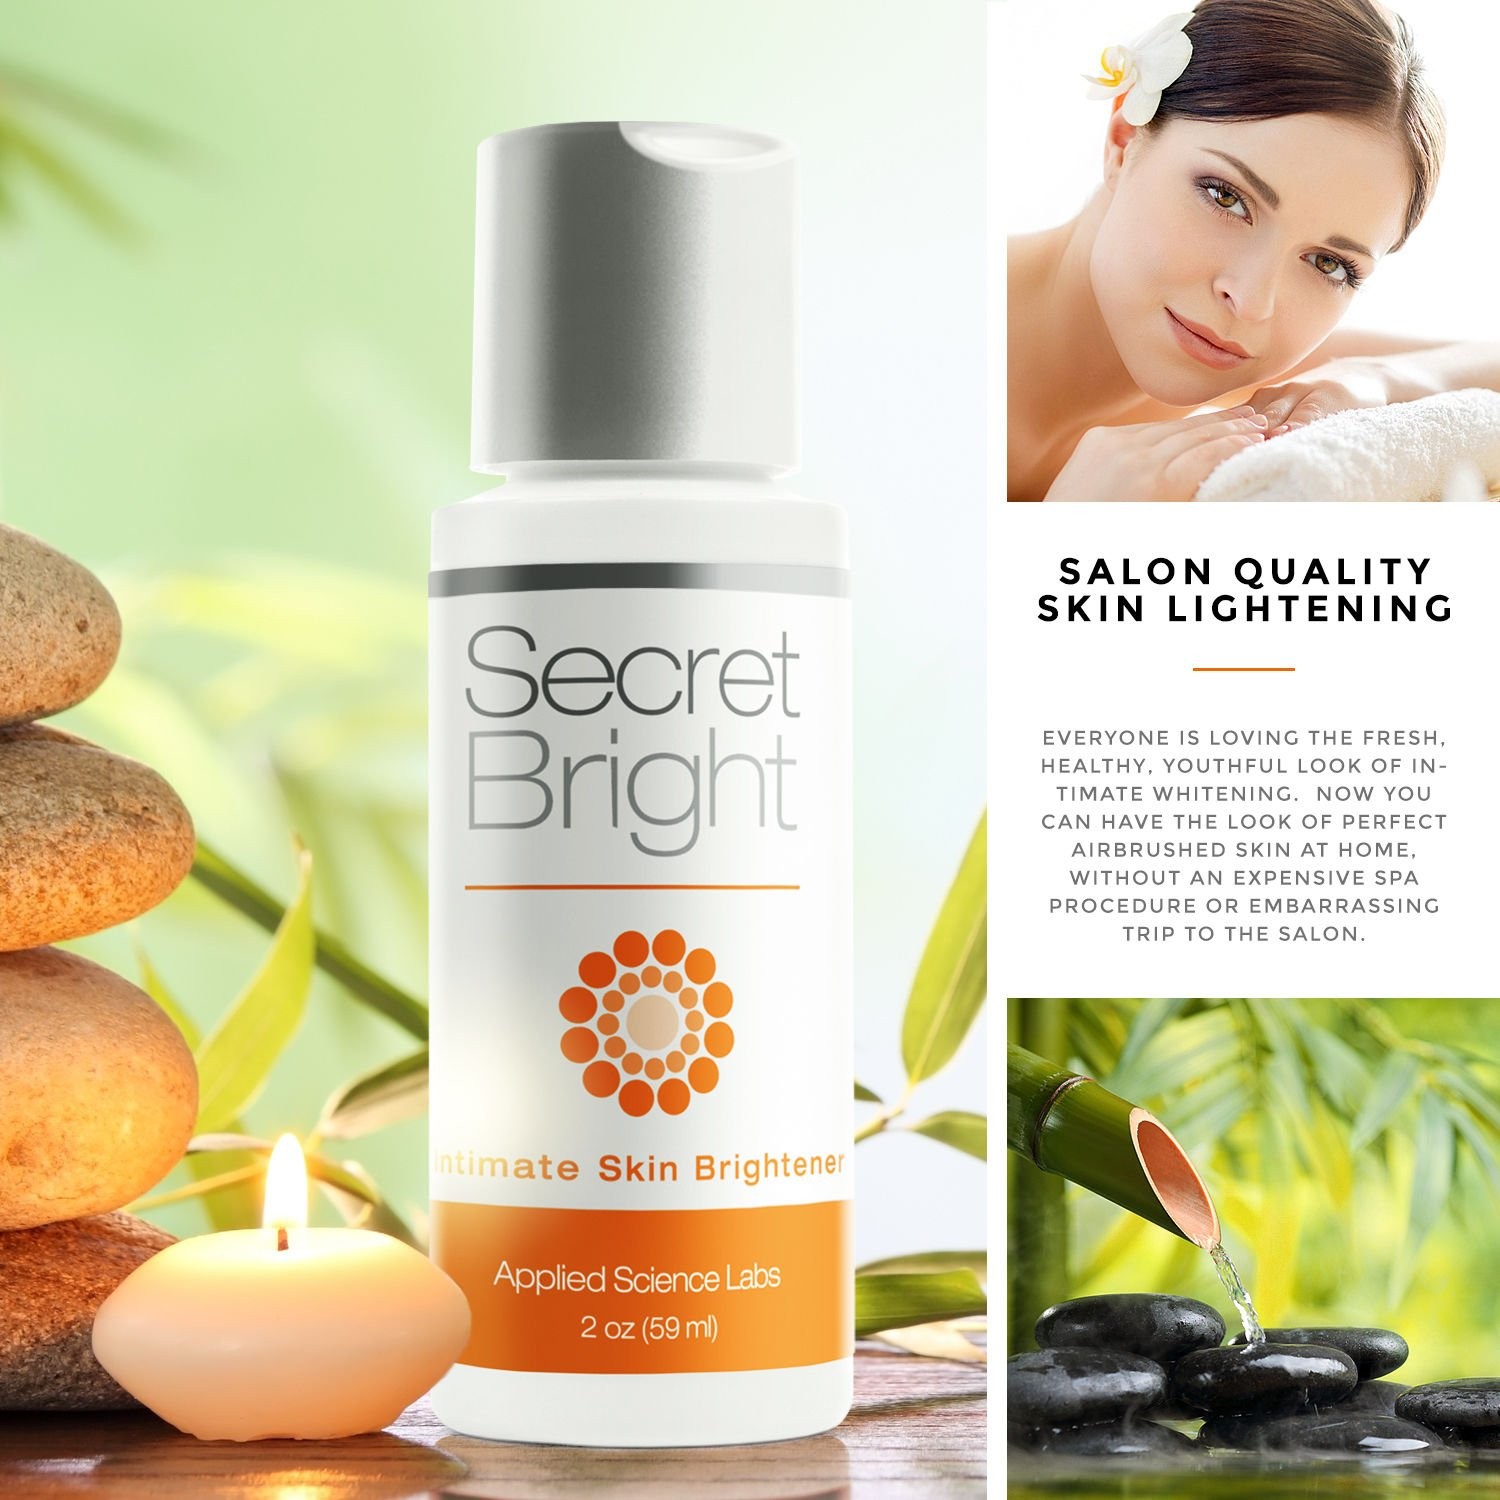 Secret
Bright
Intimate Skin Brightener
Applied Science Labs
2 oz (59 ml)
SALON QUALITY
SKIN LIGHTENING
EVERYONE IS LOVING THE FRESH,
HEALTHY, YOUTHFUL LOOK OF IN-
TIMATE WHITENING. NOW YOU
CAN HAVE THE LOOK OF PERFECT
AIRBRUSHED SKIN AT HOME,
WITHOUT AN EXPENSIVE SPA
PROCEDURE OR EMBARRASSING
TRIP TO THE SALON.